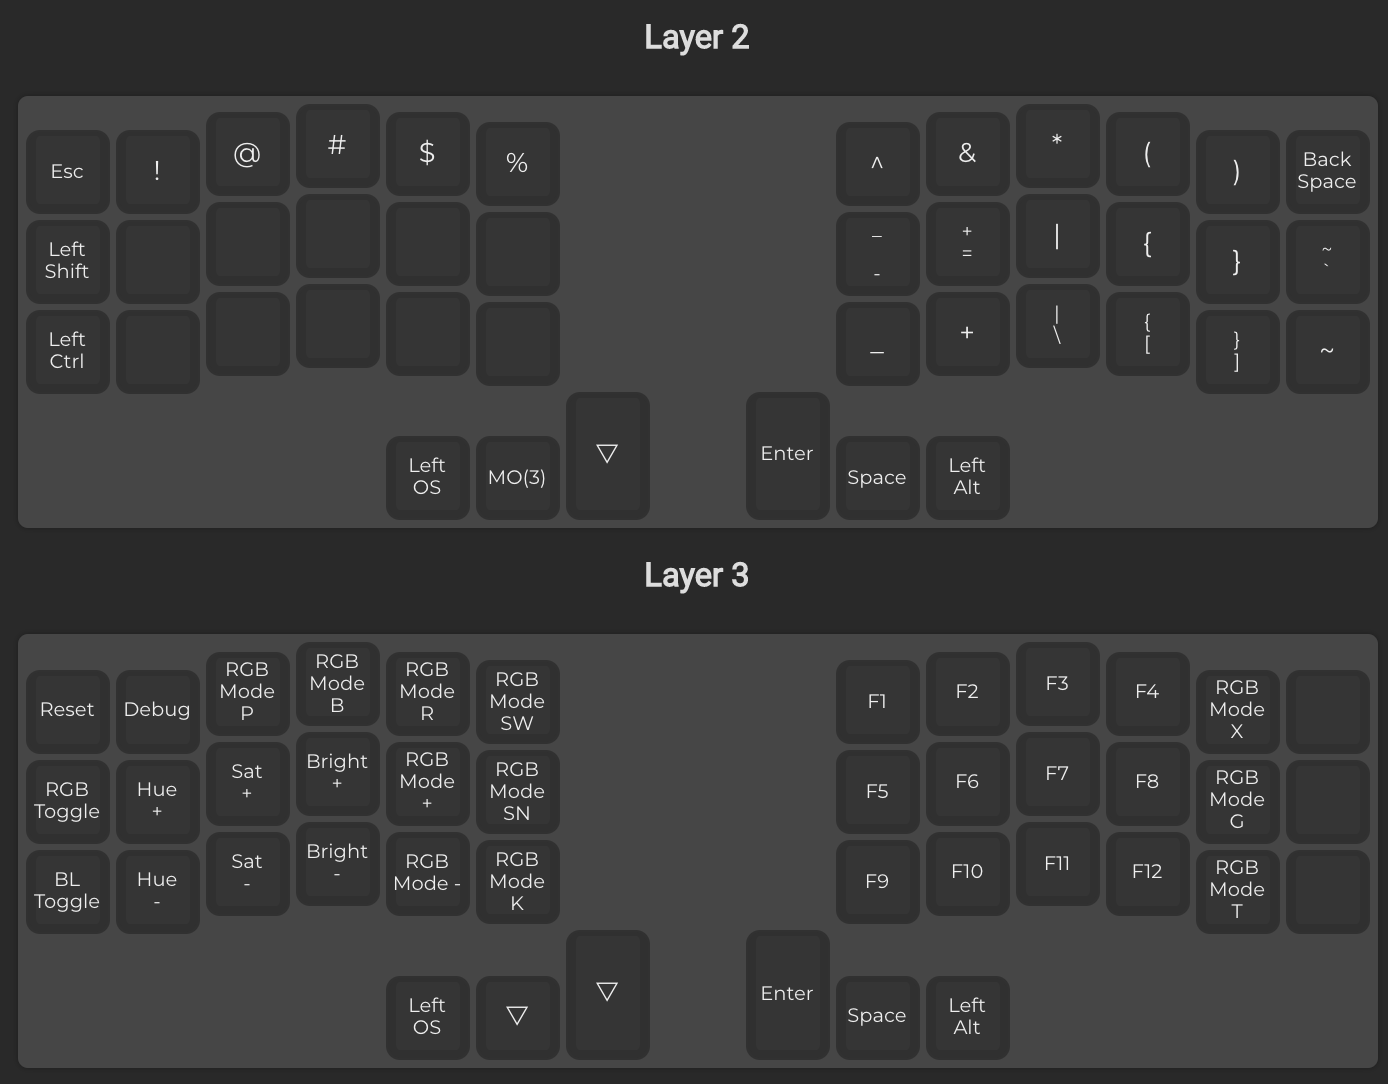 Layer 2
Esc
!
@
#
$
%
^
&
*
(
)
Back
Space
Left
Shift
_
-
+
=
|
{
}
~
`
Left
Ctrl
_
+
|
\
{
[
}
]
~
Left
OS
MO(3)
▽
Enter
Space
Left
Alt
Layer 3
Reset
Debug
RGB
Mode
P
RGB
Mode
B
RGB
Mode
R
RGB
Mode
SW
F1
F2
F3
F4
RGB
Mode
X
RGB
Toggle
Hue
+
Sat
+
Bright
+
RGB
Mode
+
RGB
Mode
SN
F5
F6
F7
F8
RGB
Mode
G
BL
Toggle
Hue
-
Sat
-
Bright
-
RGB
Mode -
RGB
Mode
K
F9
F10
F11
F12
RGB
Mode
T
Left
OS
▽
▽
Enter
Space
Left
Alt